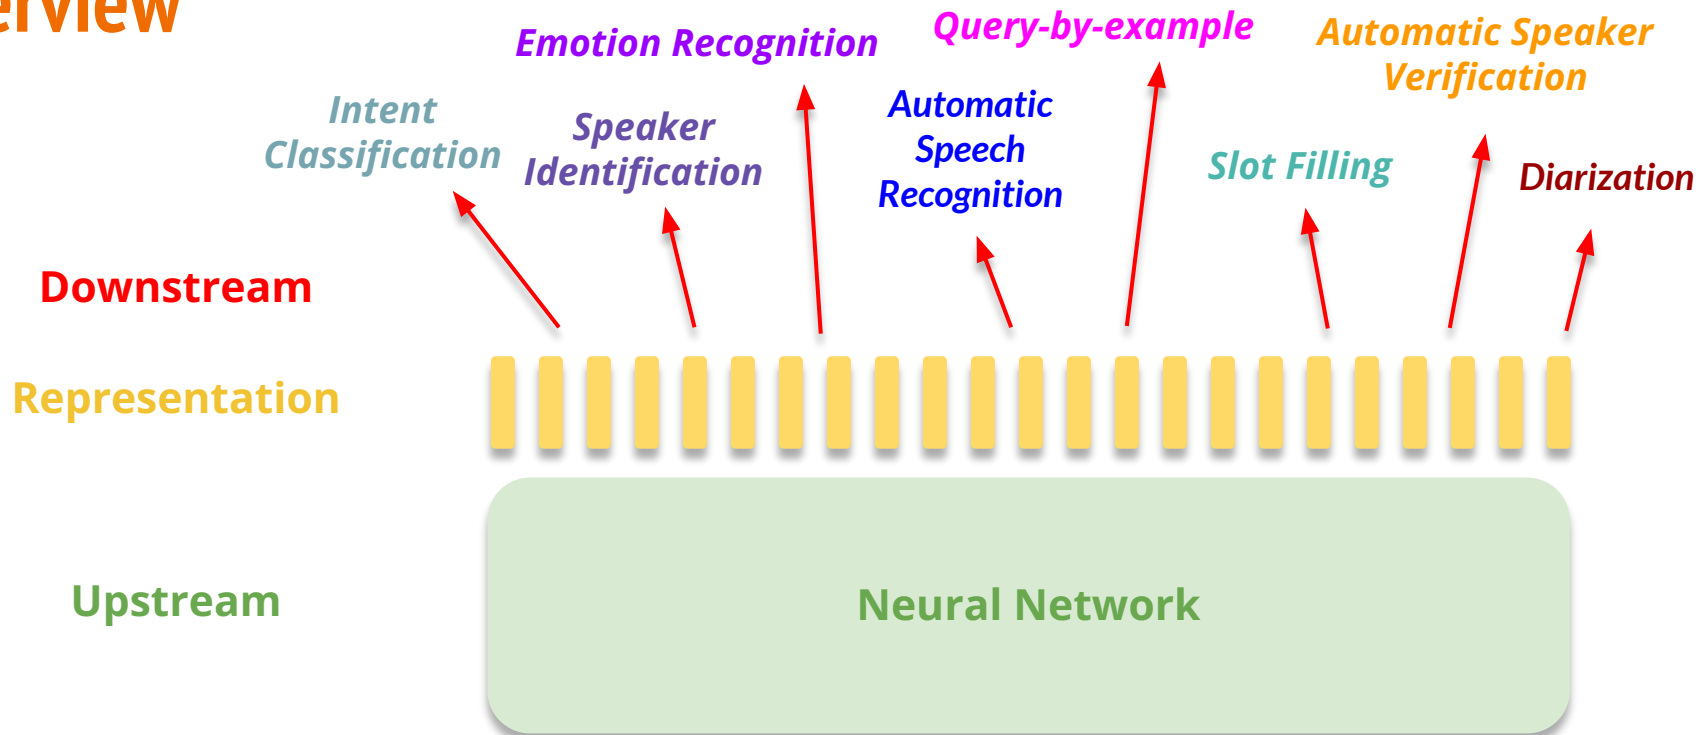 Emotion Recognition
Query-by-example
Automatic Speaker
Verification
Intent
Classification
Speaker
Identification
Automatic
Speech
Recognition
Slot Filling
Diarization
Downstream
Representation
Upstream
Neural Network